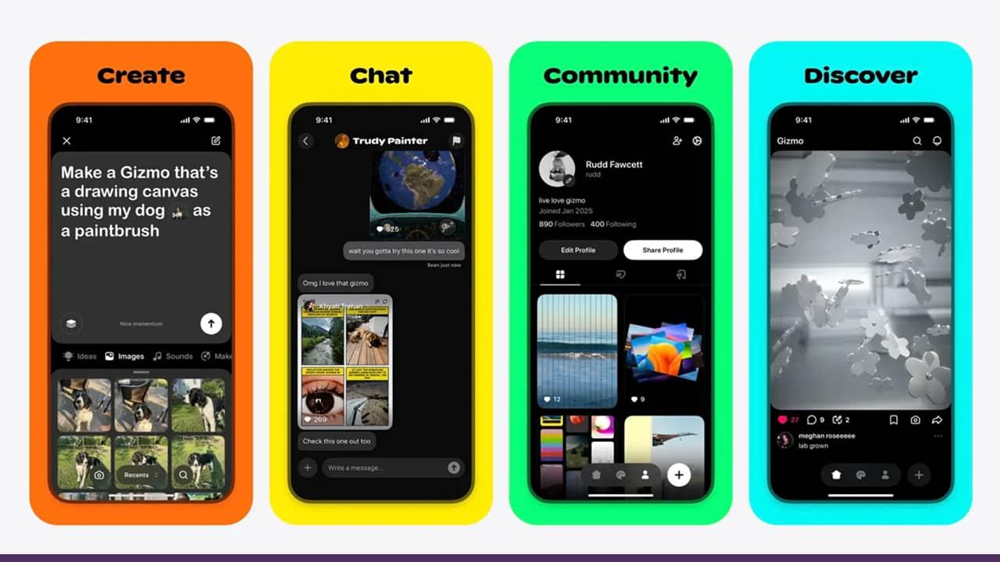 Create
9:41
Make a Gizmo that's
a drawing canvas
using my dog as
a paintbrush
Nice momentum
Ideas
Images
Sounds
Make
Recents
Chat
9:41
Trudy Painter
625
wait you gotta try this one it's so cool
Seen just now
Omg I love that gizmo
Khyati Trehan
269
Check this one out too
Write a message...
Community
9:41
Rudd Fawcett
rudd
live love gizmo
Joined Jan 2025
890 Followers 400 Following
Edit Profile
Share Profile
12
9
Discover
9:41
Gizmo
27 9 2
meghan roseeeee
lab grown